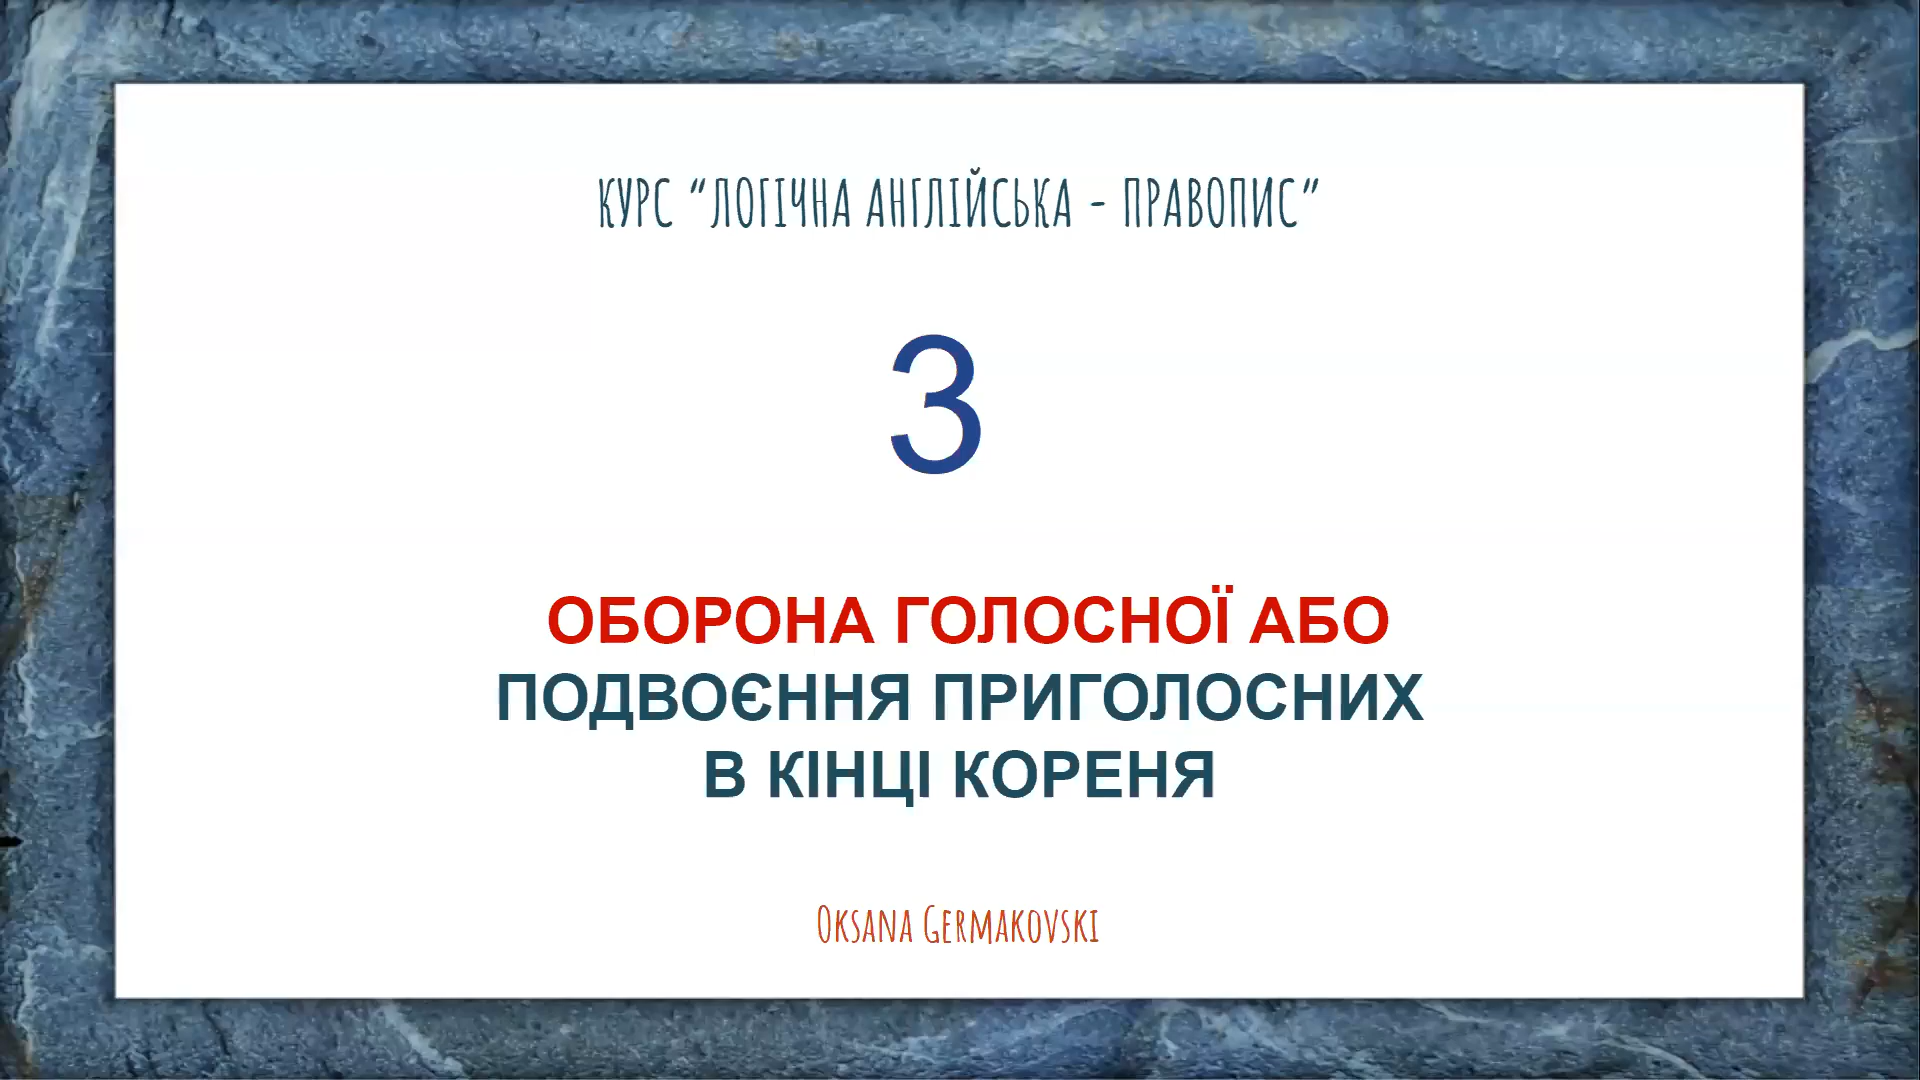 КУРС “ЛОГІЧНА АНГЛІЙСЬКА - ПРАВОПИС”
3
ОБОРОНА ГОЛОСНОЇ АБО
ПОДВОЄННЯ ПРИГОЛОСНИХ
В КІНЦІ КОРЕНЯ
Oksana Germakovski